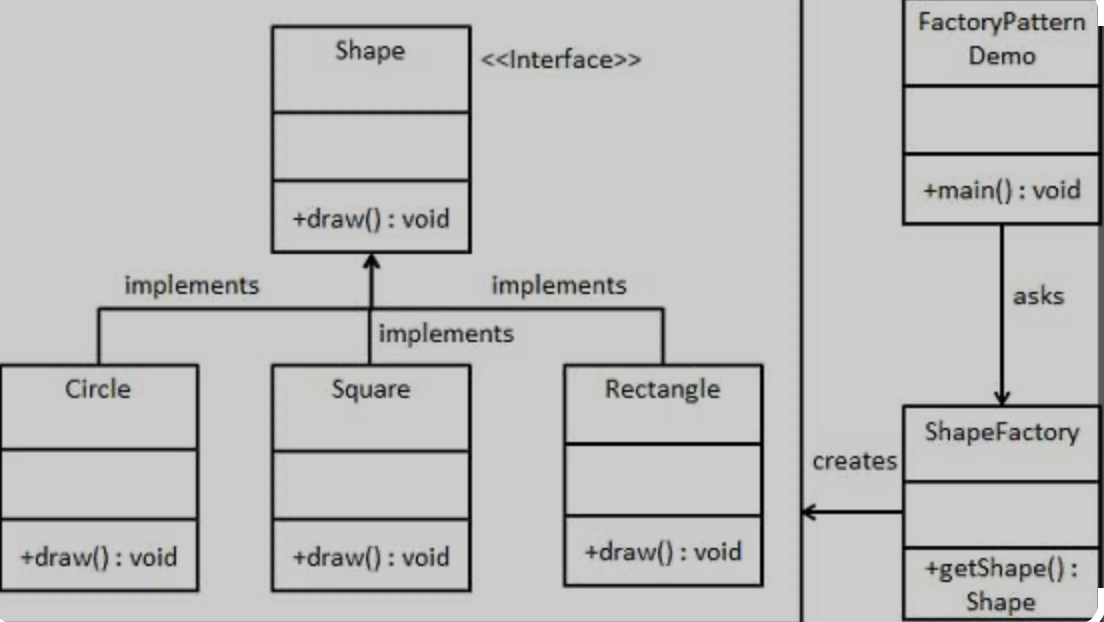 Shape
<<Interface>>
+draw() : void
implements
implements
implements
Circle
+draw() : void
Square
+draw() : void
Rectangle
+draw() : void
FactoryPattern
Demo
+main() : void
asks
creates
ShapeFactory
+getShape() :
Shape